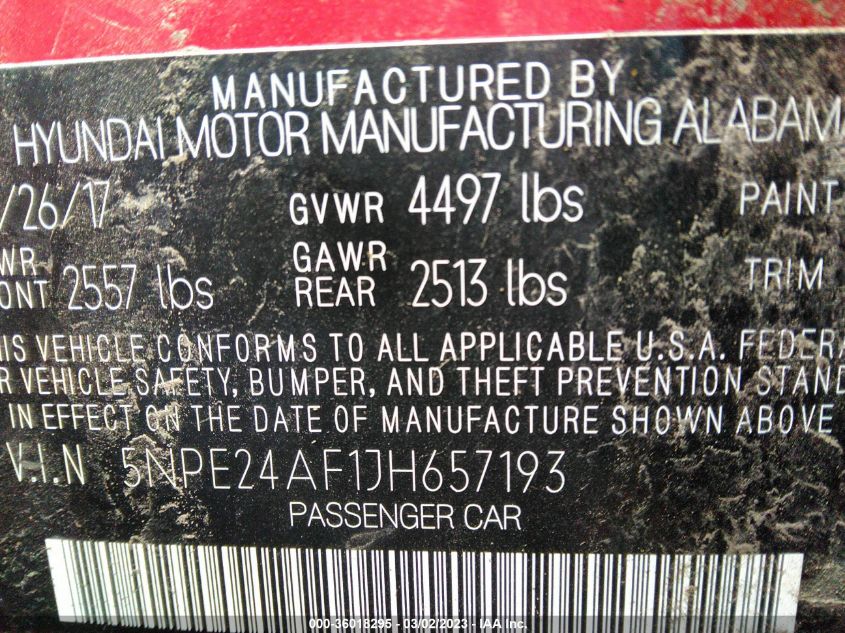 MANUFACTURED BY
HYUNDAI MOTOR MANUFACTURING ALABAM
/26/17 GVWR 4497 lbs PAINT
WR GAWR
ONT 2557 lbs REAR 2513 lbs TRIM
IS VEHICLE CONFORMS TO ALL APPLICABLE U.S.A. FEDERA
R VEHICLE SAFETY, BUMPER, AND THEFT PREVENTION STAND
IN EFFECT ON THE DATE OF MANUFACTURE SHOWN ABOVE
V.I.N 5NPE24AF1JH657193
PASSENGER CAR
000-36018295 - 03/02/2023 - IAA Inc.